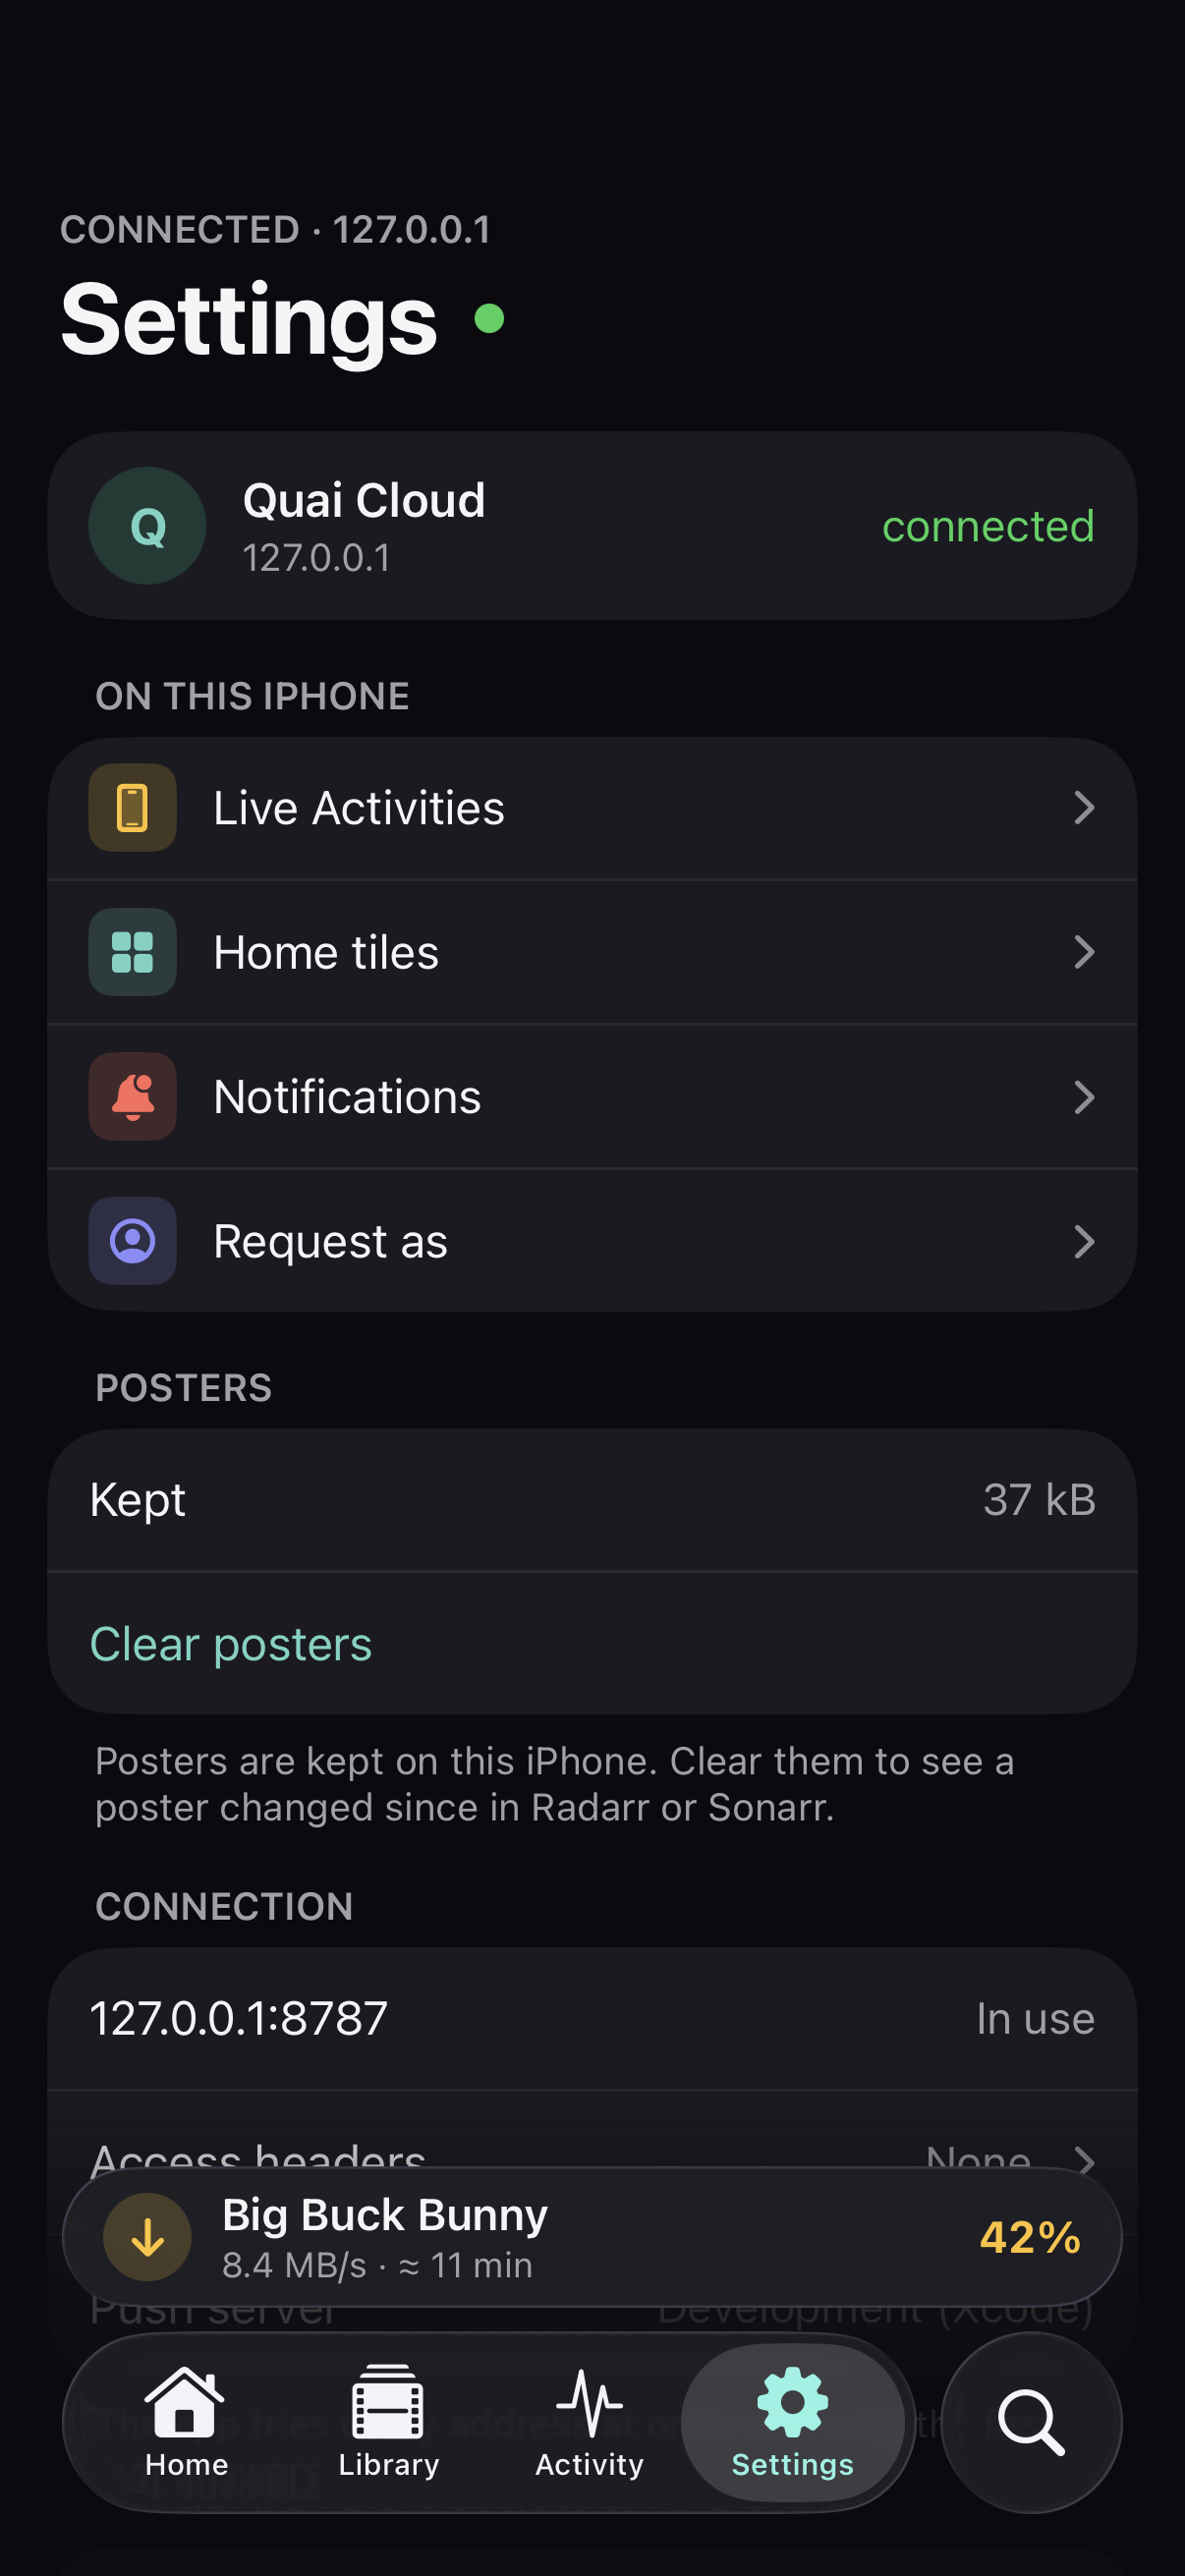 CONNECTED · 127.0.0.1
Settings
Q
Quai Cloud
127.0.0.1
connected
ON THIS IPHONE
Live Activities
Home tiles
Notifications
Request as
POSTERS
Kept
37 kB
Clear posters
Posters are kept on this iPhone. Clear them to see a
poster changed since in Radarr or Sonarr.
CONNECTION
127.0.0.1:8787
In use
Access headers
None
Big Buck Bunny
8.4 MB/s · ≈ 11 min
42%
Push server
Development (Xcode)
Home
Library
Activity
Settings